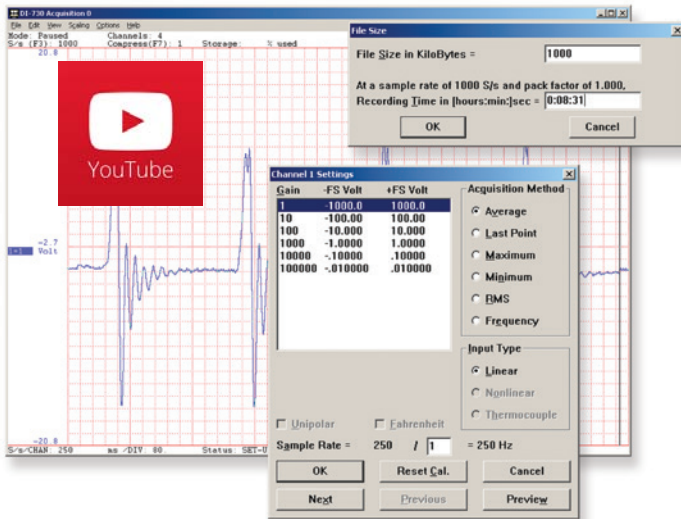 DI-730 Acquisition 0
File Edit View Scaling Options Help
Mode: Paused Channels: 4
S/s (F3): 1000 Compress(F7): 1 Storage: % used
20.8
YouTube
-2.7
1-1 Volt
-20.8
S/s/CHAN: 250 ms /DIV: 80. Status: SET-U
File Size
File Size in KiloBytes = 1000
At a sample rate of 1000 S/s and pack factor of 1.000,
Recording Time in [hours:min:]sec = 0:08:31
OK Cancel
Channel 1 Settings
Gain -FS Volt +FS Volt
1 -1000.0 1000.0
10 -100.00 100.00
100 -10.000 10.000
1000 -1.0000 1.0000
10000 -.10000 .10000
100000 -.010000 .010000
Acquisition Method
Average
Last Point
Maximum
Minimum
RMS
Frequency
Input Type
Linear
Nonlinear
Thermocouple
Unipolar Fahrenheit
Sample Rate = 250 / 1 = 250 Hz
OK Reset Cal. Cancel
Next Previous Preview